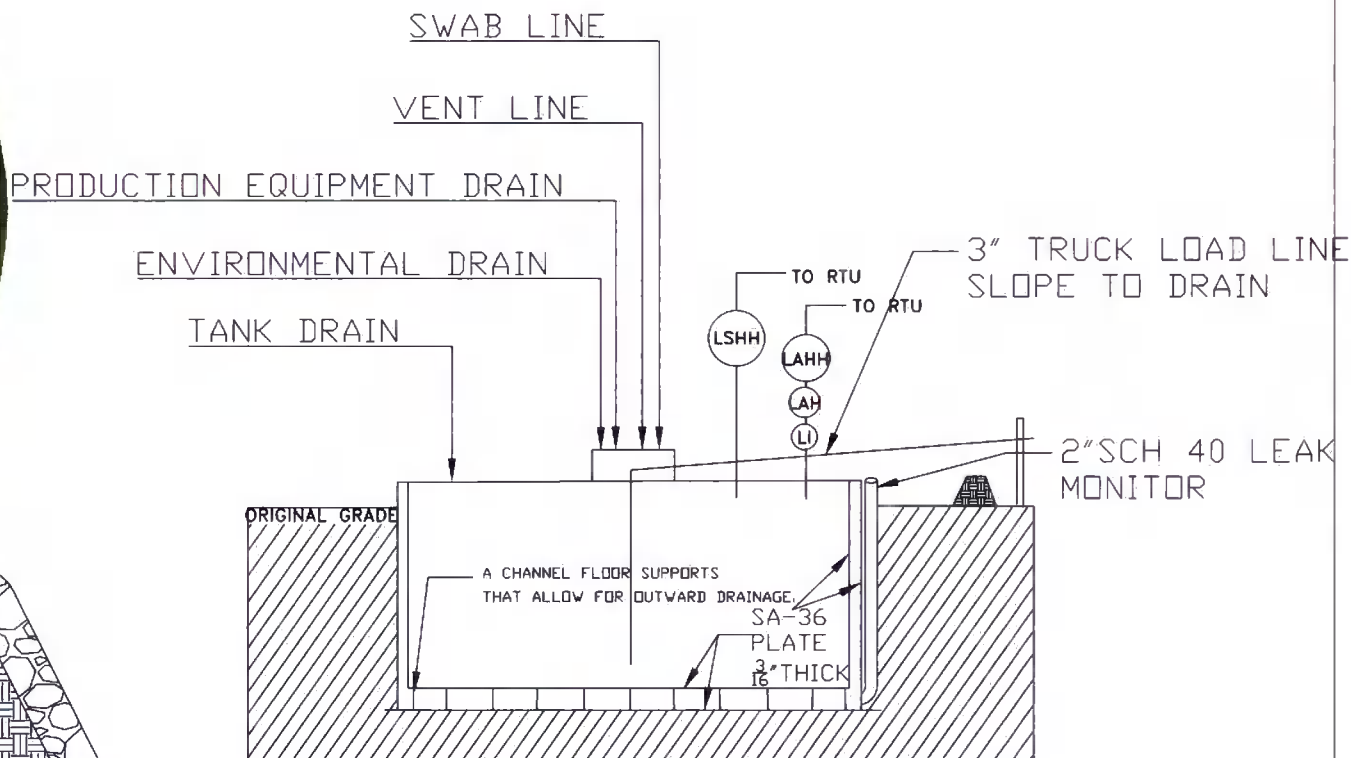 SWAB LINE
VENT LINE
PRODUCTION EQUIPMENT DRAIN
ENVIRONMENTAL DRAIN
TANK DRAIN
TO RTU
TO RTU
3" TRUCK LOAD LINE
SLOPE TO DRAIN
LSHH
LAHH
LAH
LI
2"SCH 40 LEAK
MONITOR
ORIGINAL GRADE
A CHANNEL FLOOR SUPPORTS
THAT ALLOW FOR OUTWARD DRAINAGE.
SA-36
PLATE
3/16" THICK